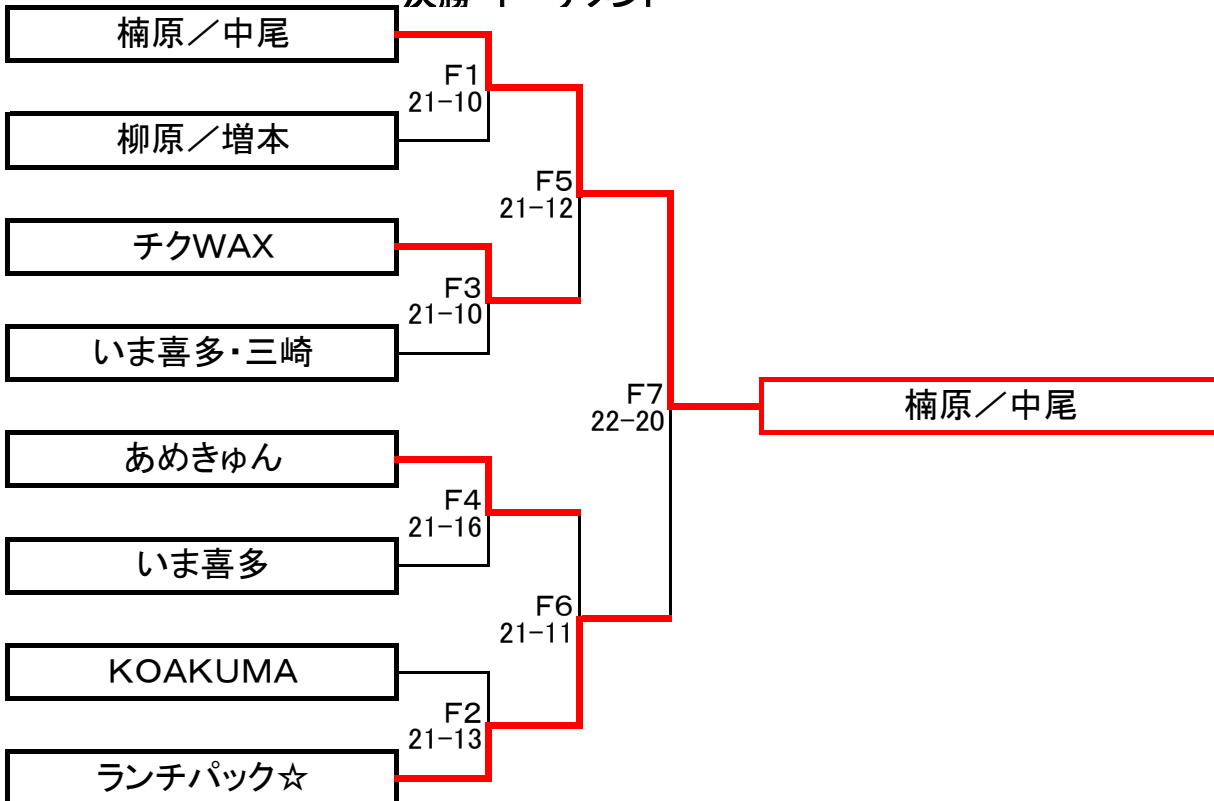 楠原／中尾
F1
21-10
柳原／増本
F5
21-12
チクWAX
F3
21-10
いま喜多・三崎
F7
22-20
楠原／中尾
あめきゅん
F4
21-16
いま喜多
F6
21-11
KOAKUMA
F2
21-13
ランチパック☆